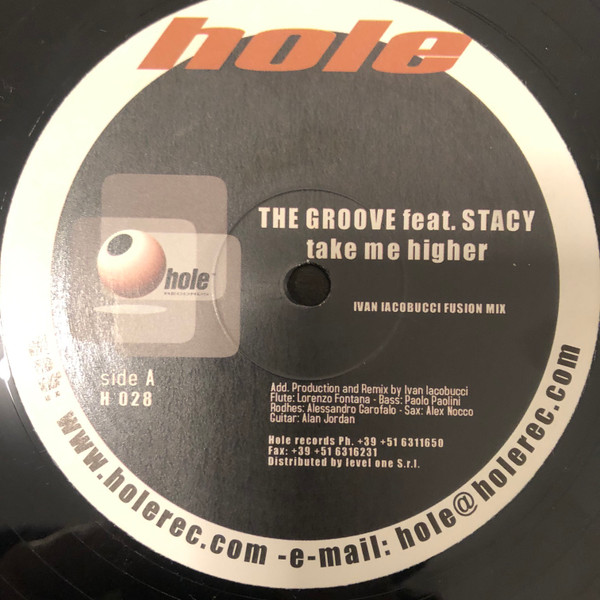 hole
THE GROOVE feat. STACY
take me higher
hole
IVAN IACOBUCCI FUSION MIX
side A
H 028
Add. Production and Remix by Ivan Iacobucci
Flute: Lorenzo Fontana - Bass: Paolo Paolini
Rodhes: Alessandro Garofalo - Sax: Alex Nocco
Guitar: Alan Jordan
Hole records Ph. +39 +51 6311650
Fax: +39 +51 6316231
Distributed by level one S.r.l.
www.holerec.com -e-mail: hole@holerec.com